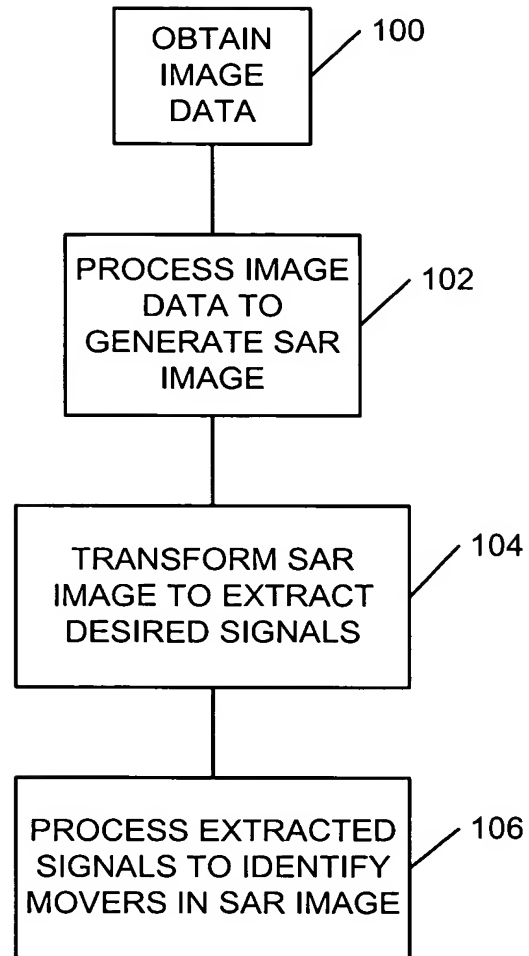 OBTAIN
IMAGE
DATA
100
PROCESS IMAGE
DATA TO
GENERATE SAR
IMAGE
102
TRANSFORM SAR
IMAGE TO EXTRACT
DESIRED SIGNALS
104
PROCESS EXTRACTED
SIGNALS TO IDENTIFY
MOVERS IN SAR IMAGE
106